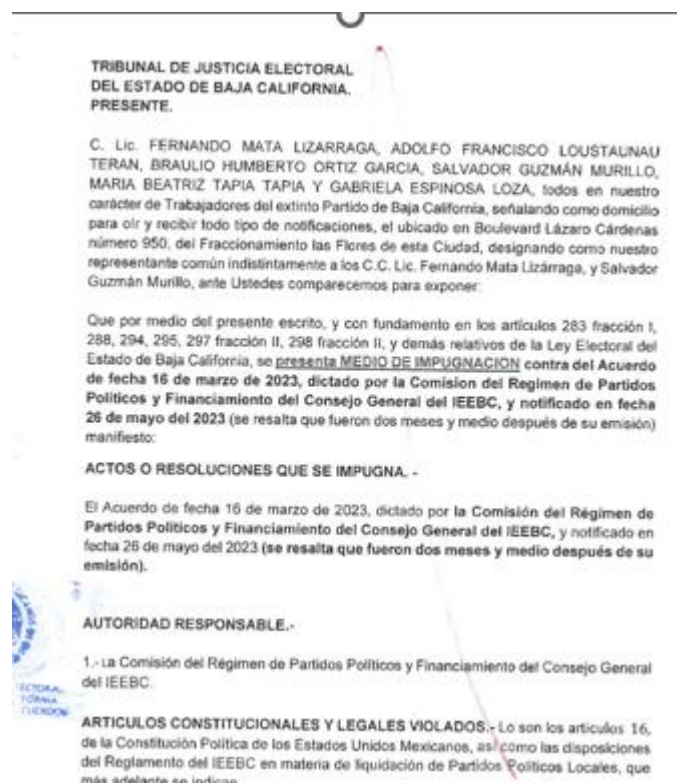 TRIBUNAL DE JUSTICIA ELECTORAL
DEL ESTADO DE BAJA CALIFORNIA.
PRESENTE.
C. Lic. FERNANDO MATA LIZARRAGA, ADOLFO FRANCISCO LOUSTAUNAU
TERAN, BRAULIO HUMBERTO ORTIZ GARCIA, SALVADOR GUZMÁN MURILLO,
MARIA BEATRIZ TAPIA TAPIA Y GABRIELA ESPINOSA LOZA, todos en nuestro
carácter de Trabajadores del extinto Partido de Baja California, señalando como domicilio
para oír y recibir todo tipo de notificaciones, el ubicado en Boulevard Lázaro Cárdenas
número 950, del Fraccionamiento las Flores de esta Ciudad, designando como nuestro
representante común indistintamente a los C.C. Lic. Fernando Mata Lizárraga, y Salvador
Guzmán Murillo, ante Ustedes comparecemos para exponer:
Que por medio del presente escrito, y con fundamento en los artículos 283 fracción I,
288, 294, 295, 297 fracción II, 298 fracción II, y demás relativos de la Ley Electoral del
Estado de Baja California, se presenta MEDIO DE IMPUGNACION contra del Acuerdo
de fecha 16 de marzo de 2023, dictado por la Comision del Regimen de Partidos
Políticos y Financiamiento del Consejo General del IEEBC, y notificado en fecha
26 de mayo del 2023 (se resalta que fueron dos meses y medio después de su emisión)
manifiesto:
ACTOS O RESOLUCIONES QUE SE IMPUGNA. -
El Acuerdo de fecha 16 de marzo de 2023, dictado por la Comisión del Régimen de
Partidos Políticos y Financiamiento del Consejo General del IEEBC, y notificado en
fecha 26 de mayo del 2023 (se resalta que fueron dos meses y medio después de su
emisión).
AUTORIDAD RESPONSABLE.-
1.- La Comisión del Régimen de Partidos Políticos y Financiamiento del Consejo General
del IEEBC.
ARTICULOS CONSTITUCIONALES Y LEGALES VIOLADOS.- Lo son los artículos 16,
de la Constitución Política de los Estados Unidos Mexicanos, así como las disposiciones
del Reglamento del IEEBC en materia de liquidación de Partidos Políticos Locales, que
más adelante se indican